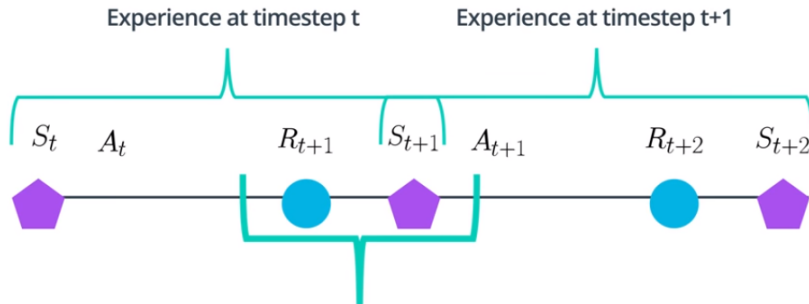 Experience at timestep t Experience at timestep t+1
S_t A_t R_{t+1} S_{t+1} A_{t+1} R_{t+2} S_{t+2}